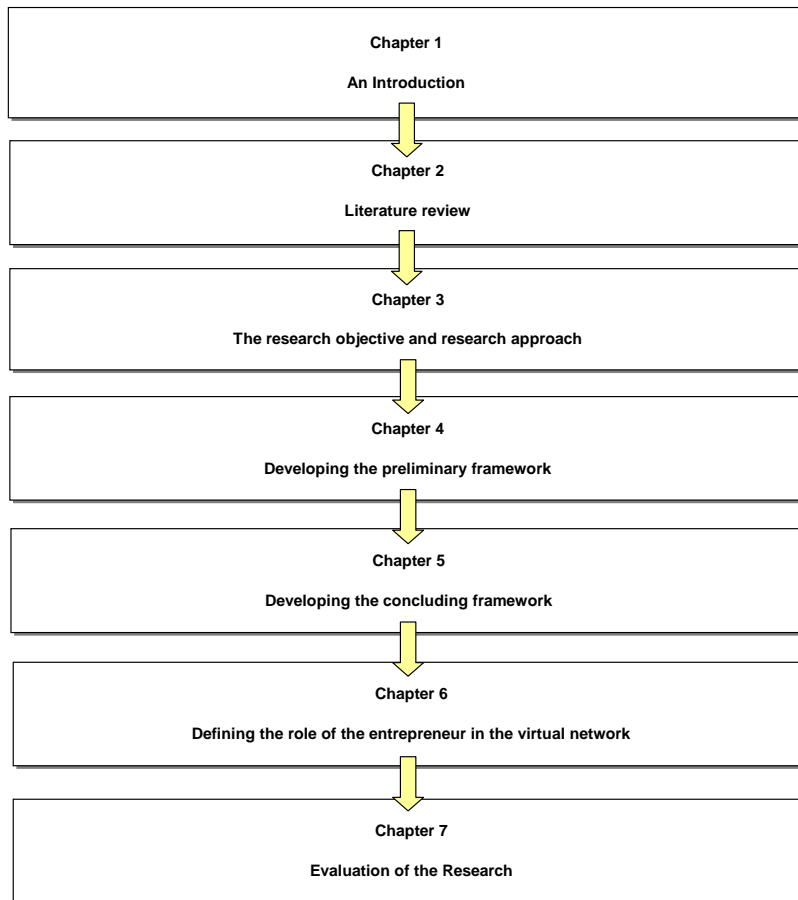 Chapter 1
An Introduction
Chapter 2
Literature review
Chapter 3
The research objective and research approach
Chapter 4
Developing the preliminary framework
Chapter 5
Developing the concluding framework
Chapter 6
Defining the role of the entrepreneur in the virtual network
Chapter 7
Evaluation of the Research